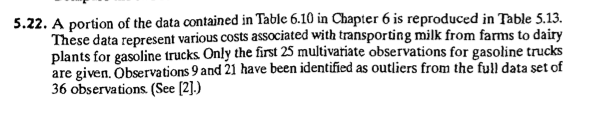 5.22. A portion of the data contained in Table 6.10 in Chapter 6 is reproduced in Table 5.13.
These data represent various costs associated with transporting milk from farms to dairy
plants for gasoline trucks. Only the first 25 multivariate observations for gasoline trucks
are given. Observations 9 and 21 have been identified as outliers from the full data set of
36 observations. (See [2].)